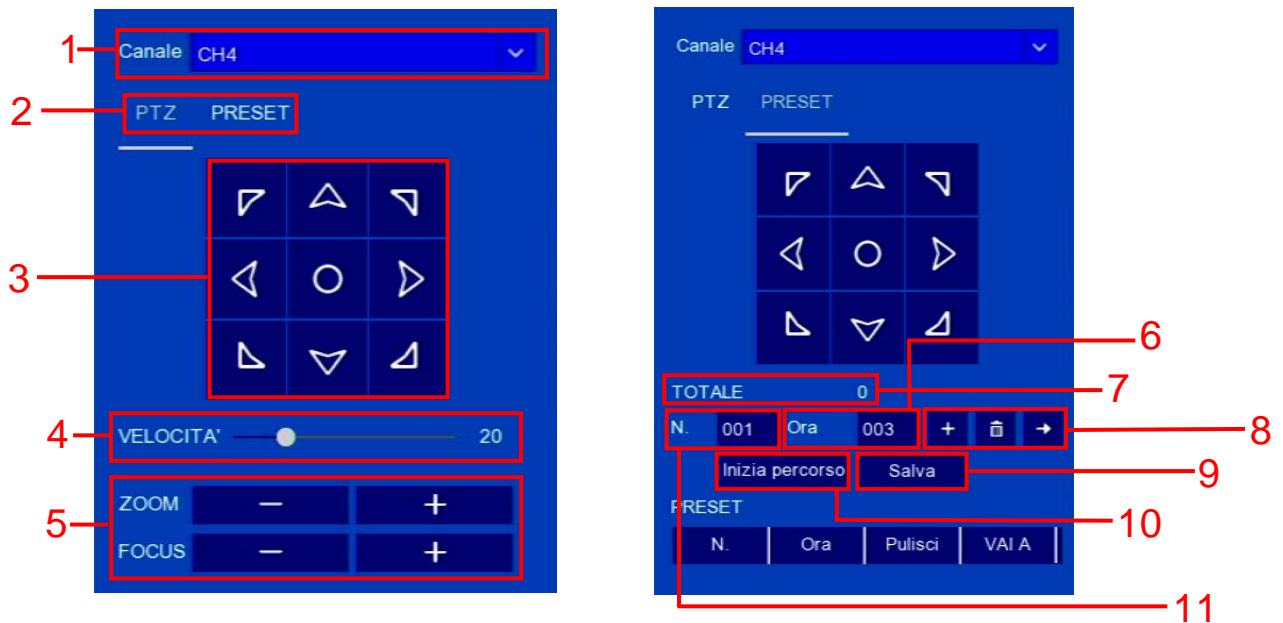 1 Canale CH4
2 PTZ PRESET
3
4 VELOCITA' 20
5 ZOOM − +
FOCUS − +
Canale CH4
PTZ PRESET
6
TOTALE 0 7
N. 001 Ora 003 + 8
Inizia percorso Salva 9
PRESET 10
N. Ora Pulisci VAI A
11